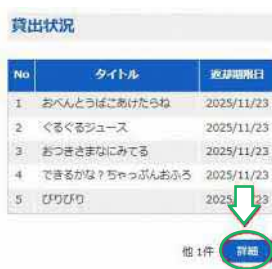 貸出状況
No タイトル 返却期限日
1 おべんとうばこあけたらね 2025/11/23
2 ぐるぐるジュース 2025/11/23
3 おつきさまなにみてる 2025/11/23
4 できるかな?ちゃっぷんおふろ 2025/11/23
5 びりびり 2025 23
他 1件 詳細